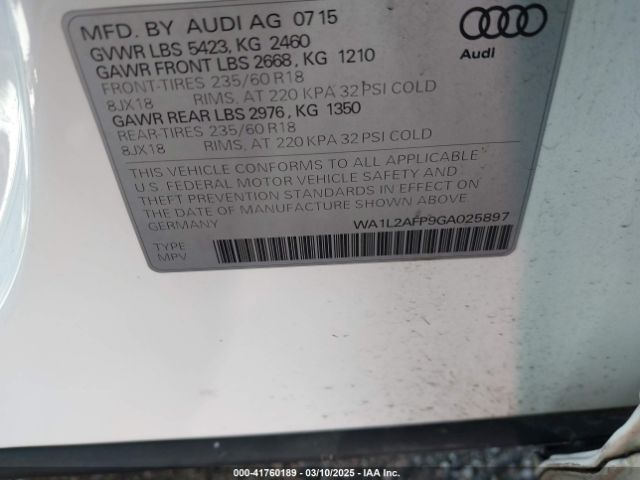 MFD. BY AUDI AG 07 15
GVWR LBS 5423, KG 2460
GAWR FRONT LBS 2668, KG 1210
FRONT-TIRES 235/60 R18
8JX18 RIMS, AT 220 KPA 32 PSI COLD
GAWR REAR LBS 2976, KG 1350
REAR-TIRES 235/60 R18
8JX18 RIMS, AT 220 KPA 32 PSI COLD
THIS VEHICLE CONFORMS TO ALL APPLICABLE
U.S. FEDERAL MOTOR VEHICLE SAFETY AND
THEFT PREVENTION STANDARDS IN EFFECT ON
THE DATE OF MANUFACTURE SHOWN ABOVE.
GERMANY WA1L2AFP9GA025897
TYPE
MPV
Audi
000-41760189 - 03/10/2025 - IAA Inc.